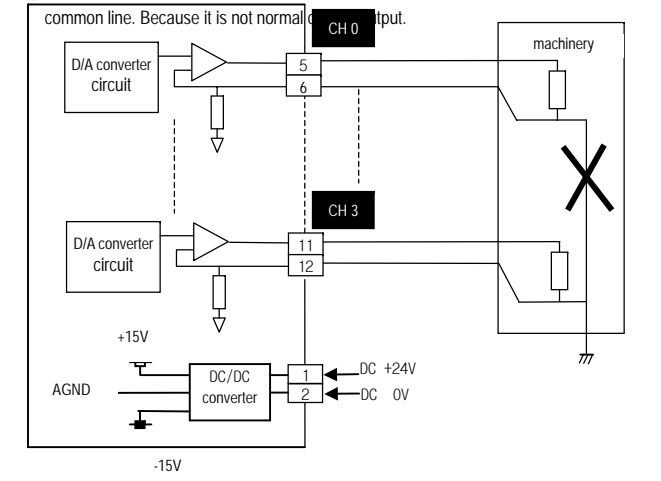 common line. Because it is not normal
CH 0
machinery
D/A converter
circuit
5
6
CH 3
D/A converter
circuit
11
12
+15V
DC/DC
converter
1
2
DC +24V
DC 0V
AGND
-15V